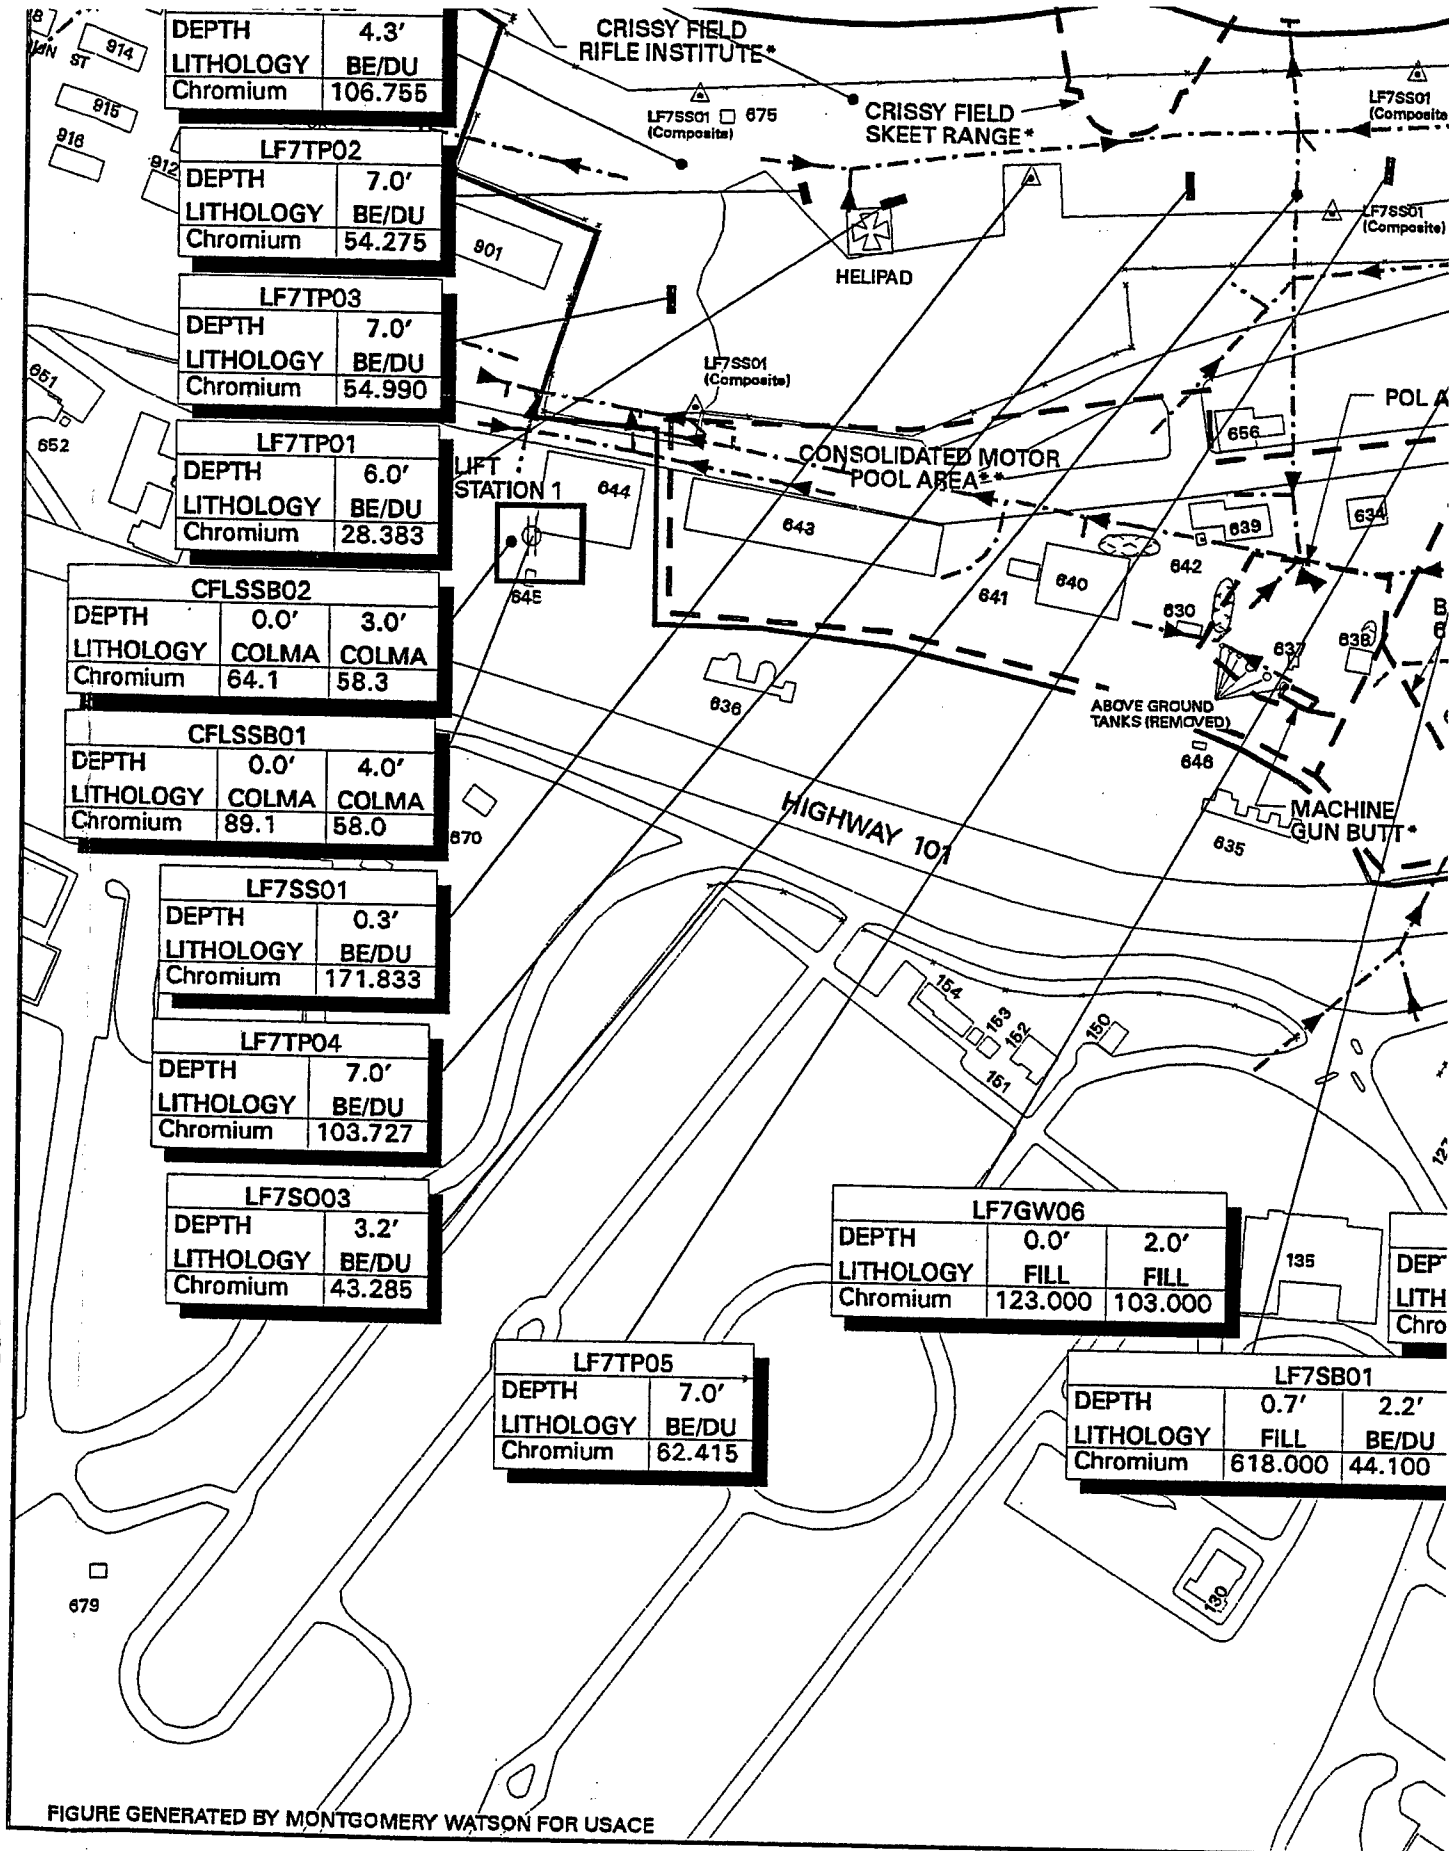 DEPTH 4.3'
LITHOLOGY BE/DU
Chromium 106.755
LF7TP02
DEPTH 7.0'
LITHOLOGY BE/DU
Chromium 54.275
LF7TP03
DEPTH 7.0'
LITHOLOGY BE/DU
Chromium 54.990
LF7TP01
DEPTH 6.0'
LITHOLOGY BE/DU
Chromium 28.383
CFLSSB02
DEPTH 0.0' 3.0'
LITHOLOGY COLMA COLMA
Chromium 64.1 58.3
CFLSSB01
DEPTH 0.0' 4.0'
LITHOLOGY COLMA COLMA
Chromium 89.1 58.0
LF7SS01
DEPTH 0.3'
LITHOLOGY BE/DU
Chromium 171.833
LF7TP04
DEPTH 7.0'
LITHOLOGY BE/DU
Chromium 103.727
LF7SO03
DEPTH 3.2'
LITHOLOGY BE/DU
Chromium 43.285
LF7TP05
DEPTH 7.0'
LITHOLOGY BE/DU
Chromium 62.415
LF7GW06
DEPTH 0.0' 2.0'
LITHOLOGY FILL FILL
Chromium 123.000 103.000
LF7SB01
DEPTH 0.7' 2.2'
LITHOLOGY FILL BE/DU
Chromium 618.000 44.100
DEPT
LITH
Chro
ST
914
915
916
912
901
CRISSY FIELD
RIFLE INSTITUTE*
LF7SS01
(Composite)
675
CRISSY FIELD
SKEET RANGE*
LF7SS01
(Composite
LF7SS01
(Composite)
HELIPAD
LF7SS01
(Composite)
651
652
LIFT
STATION 1
644
645
CONSOLIDATED MOTOR
POOL AREA**
643
POL A
656
639
634
642
641
640
630
637
638
B
6
636
ABOVE GROUND
TANKS (REMOVED)
646
MACHINE
GUN BUTT*
635
670
HIGHWAY 101
154
153
152
151
150
127
135
130
679
FIGURE GENERATED BY MONTGOMERY WATSON FOR USACE